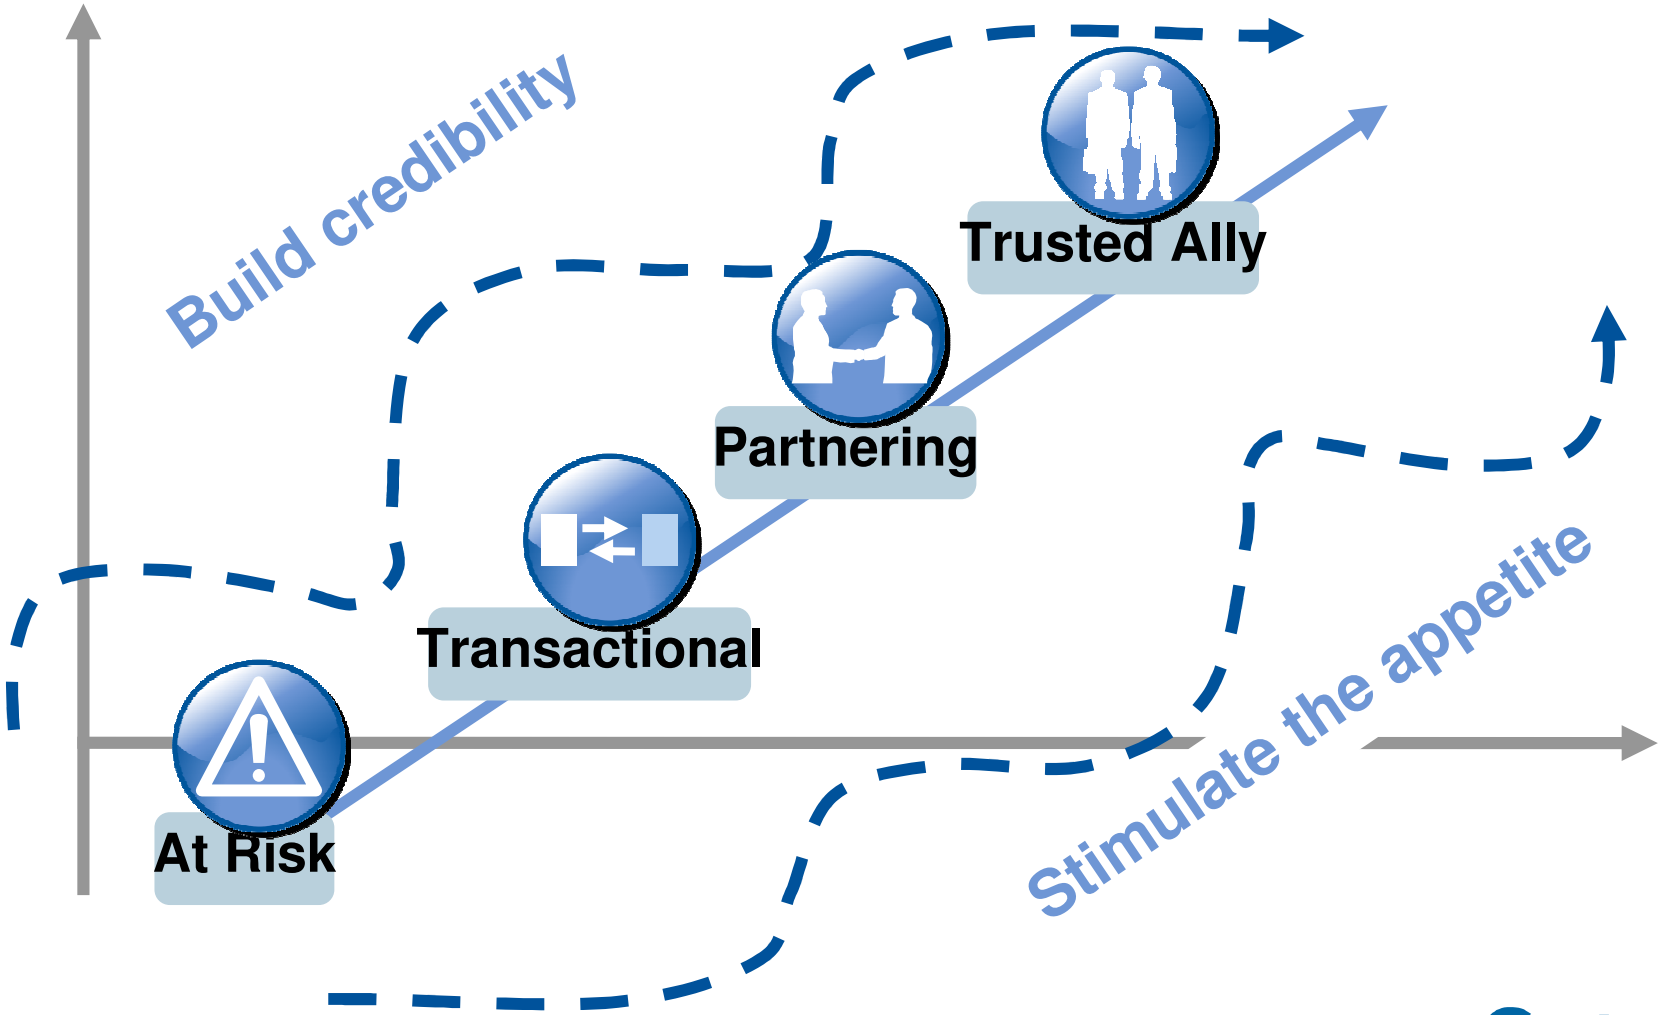 Build credibility
Trusted Ally
Partnering
Transactional
At Risk
Stimulate the appetite